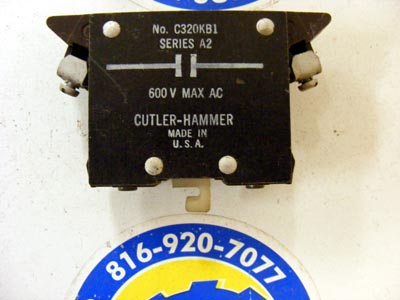 No. C320KB1
SERIES A2
600 V MAX AC
CUTLER-HAMMER
MADE IN
U.S.A.
816-920-7077